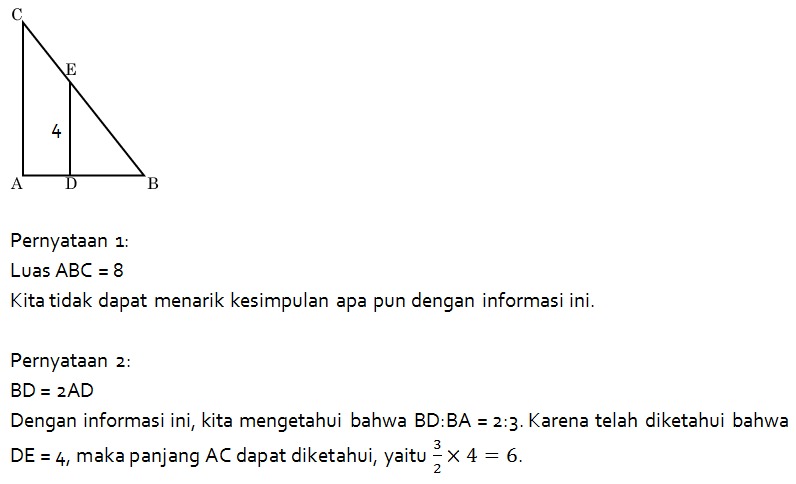 C
E
4
A D B
Pernyataan 1:
Luas ABC = 8
Kita tidak dapat menarik kesimpulan apa pun dengan informasi ini.
Pernyataan 2:
BD = 2AD
Dengan informasi ini, kita mengetahui bahwa BD:BA = 2:3. Karena telah diketahui bahwa
DE = 4, maka panjang AC dapat diketahui, yaitu 3/2 × 4 = 6.